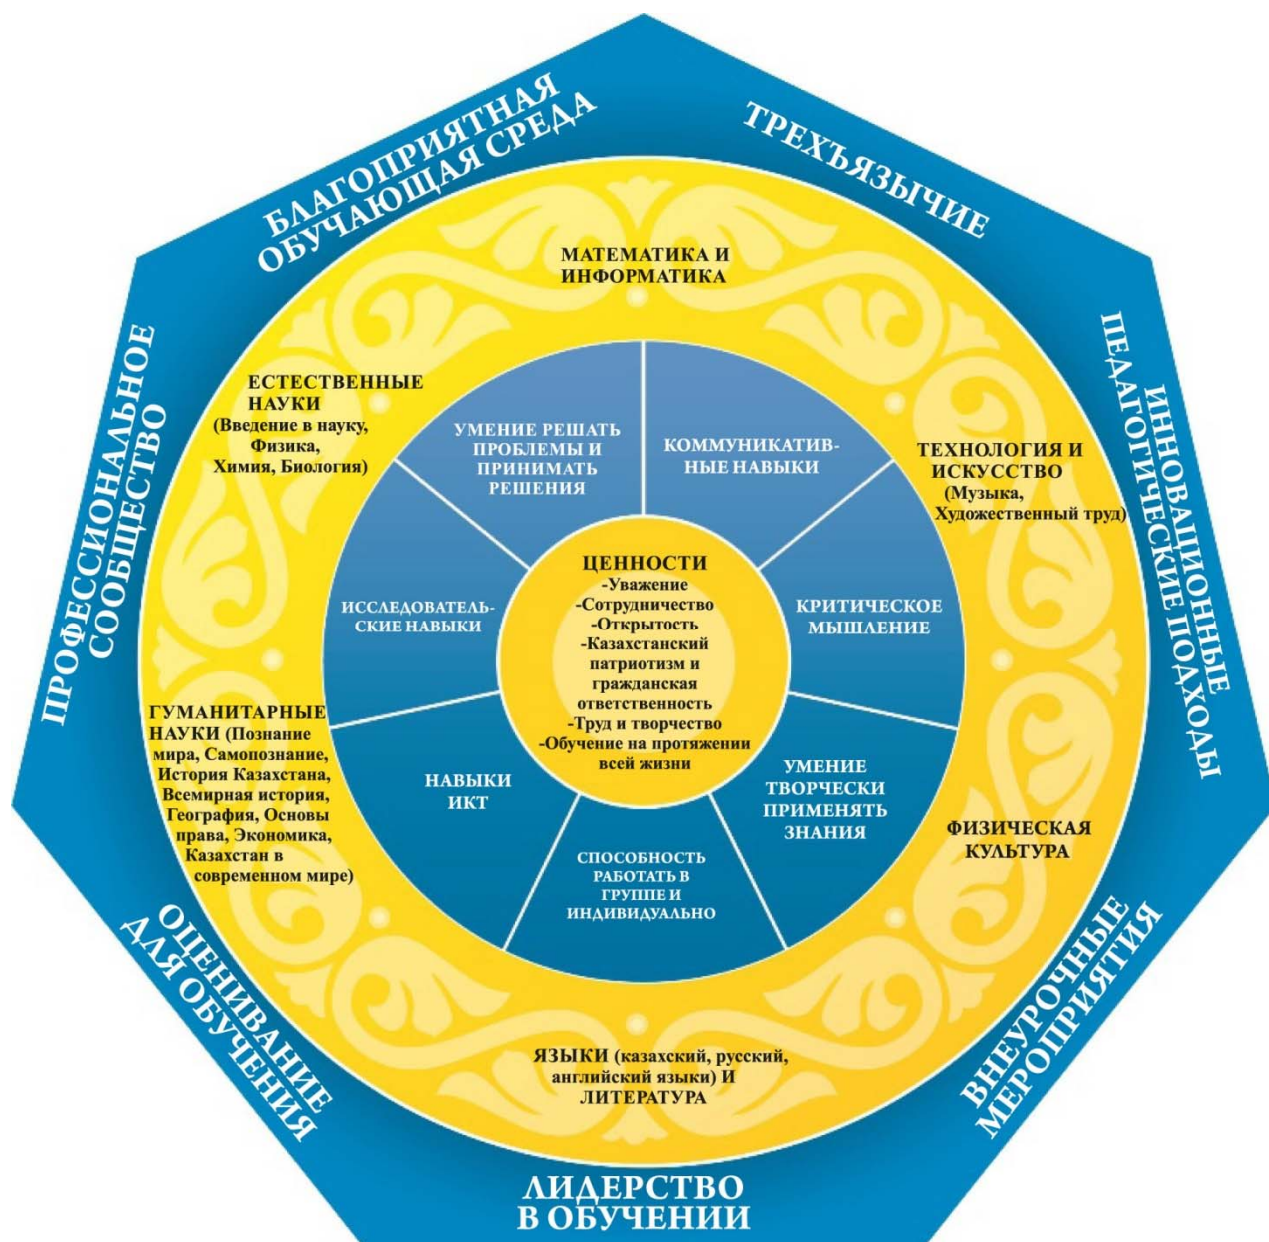 БЛАГОПРИЯТНАЯ
ОБУЧАЮЩАЯ СРЕДА
ТРЕХЪЯЗЫЧИЕ
ИННОВАЦИОННЫЕ
ПЕДАГОГИЧЕСКИЕ ПОДХОДЫ
ВНЕУРОЧНЫЕ
МЕРОПРИЯТИЯ
ЛИДЕРСТВО
В ОБУЧЕНИИ
ОЦЕНИВАНИЕ
ДЛЯ ОБУЧЕНИЯ
ПРОФЕССИОНАЛЬНОЕ
СООБЩЕСТВО
МАТЕМАТИКА И
ИНФОРМАТИКА
ТЕХНОЛОГИЯ И
ИСКУССТВО
(Музыка,
Художественный труд)
ФИЗИЧЕСКАЯ
КУЛЬТУРА
ЯЗЫКИ (казахский, русский,
английский языки) И
ЛИТЕРАТУРА
ГУМАНИТАРНЫЕ
НАУКИ (Познание
мира, Самопознание,
История Казахстана,
Всемирная история,
География, Основы
права, Экономика,
Казахстан в
современном мире)
ЕСТЕСТВЕННЫЕ
НАУКИ
(Введение в науку,
Физика,
Химия, Биология)
УМЕНИЕ РЕШАТЬ
ПРОБЛЕМЫ И
ПРИНИМАТЬ
РЕШЕНИЯ
КОММУНИКАТИВ-
НЫЕ НАВЫКИ
КРИТИЧЕСКОЕ
МЫШЛЕНИЕ
УМЕНИЕ
ТВОРЧЕСКИ
ПРИМЕНЯТЬ
ЗНАНИЯ
СПОСОБНОСТЬ
РАБОТАТЬ В
ГРУППЕ И
ИНДИВИДУАЛЬНО
НАВЫКИ
ИКТ
ИССЛЕДОВАТЕЛЬ-
СКИЕ НАВЫКИ
ЦЕННОСТИ
-Уважение
-Сотрудничество
-Открытость
-Казахстанский
патриотизм и
гражданская
ответственность
-Труд и творчество
-Обучение на протяжении
всей жизни